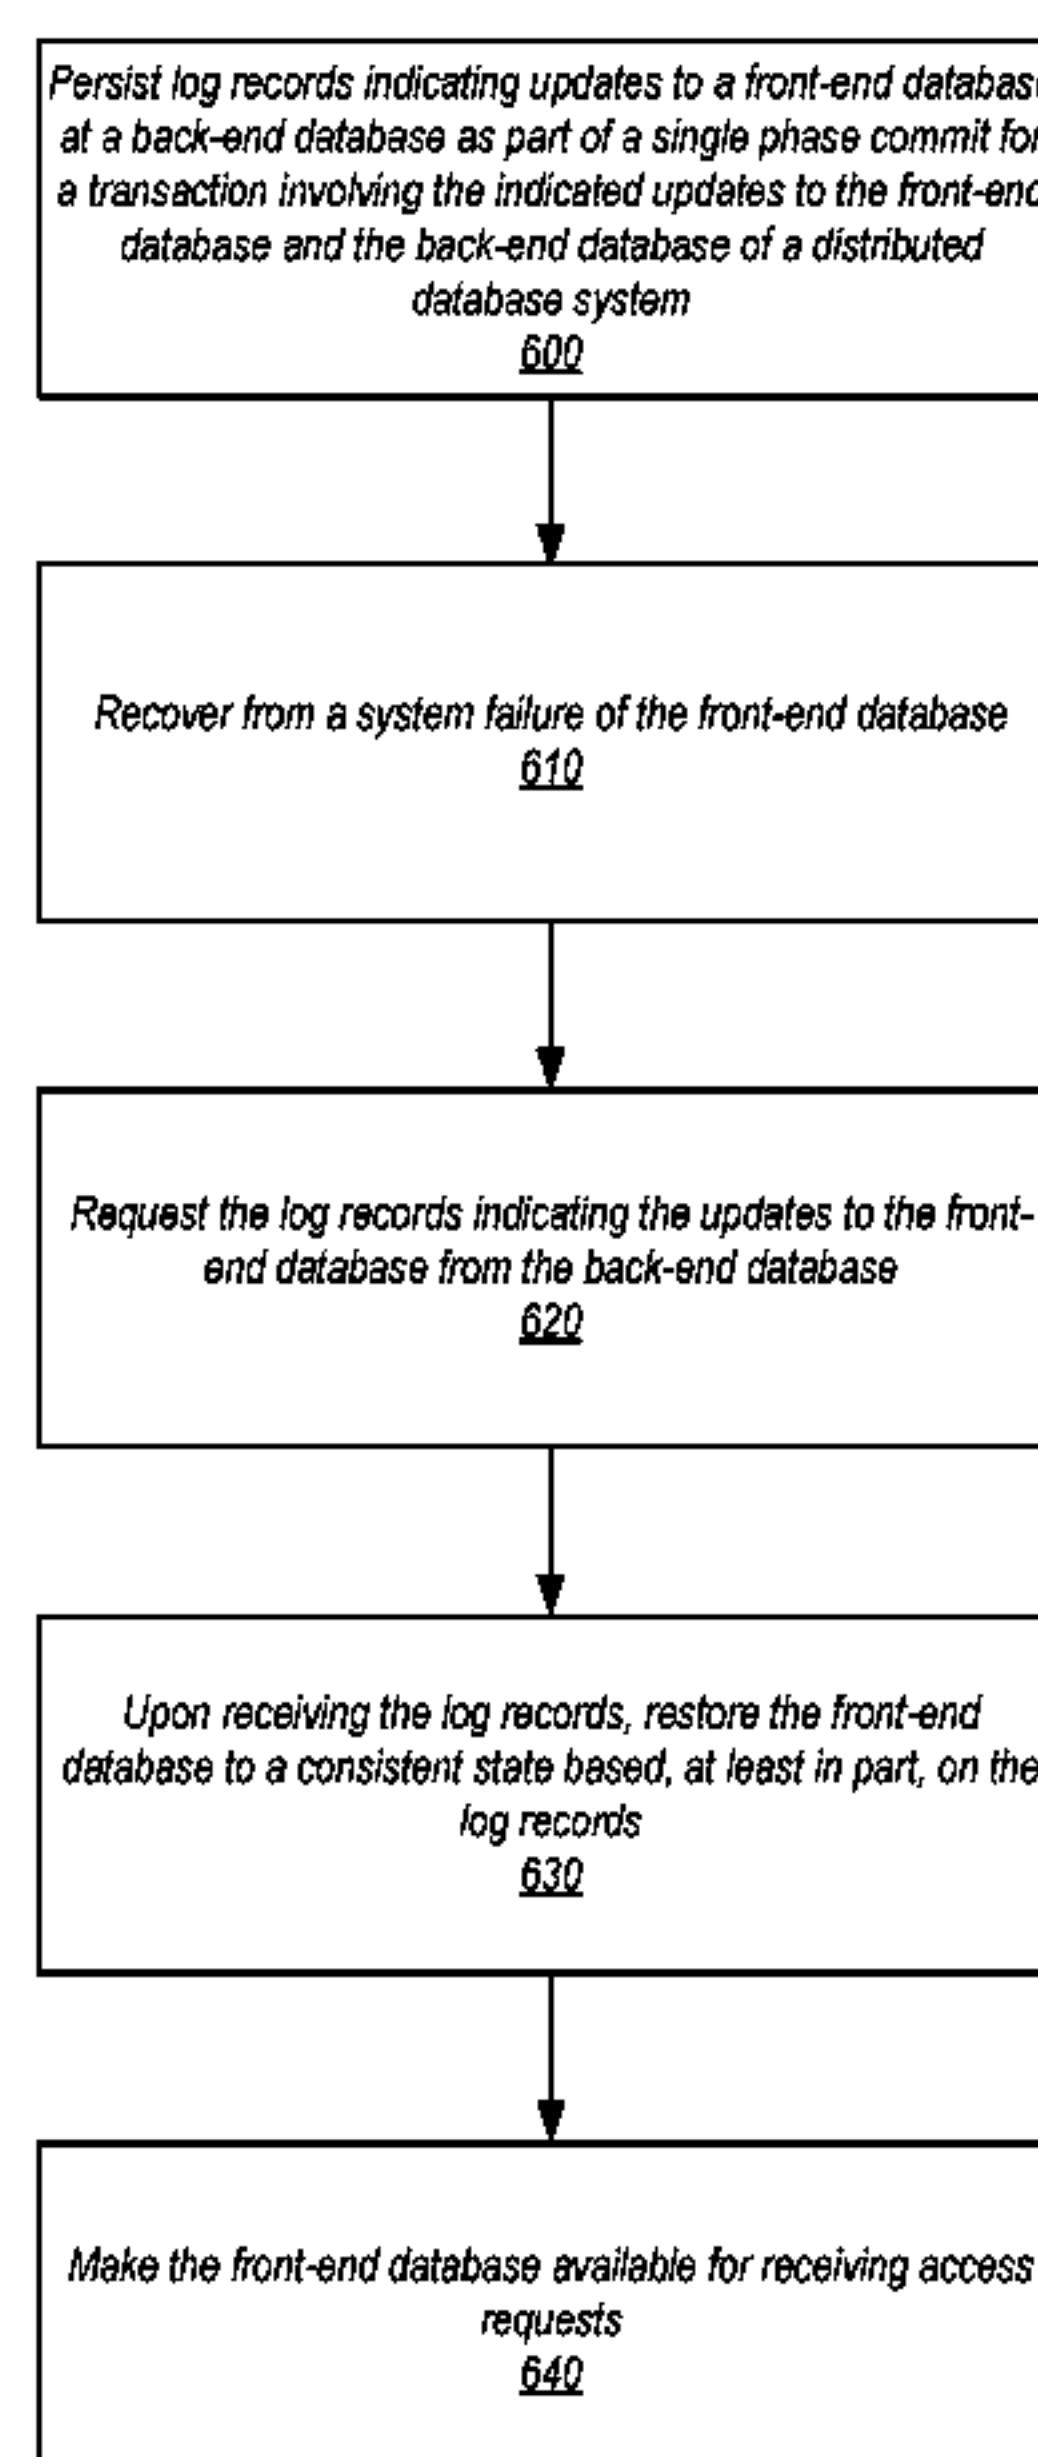 Persist log records indicating updates to a front-end database
at a back-end database as part of a single phase commit for
a transaction involving the indicated updates to the front-end
database and the back-end database of a distributed
database system
600
Recover from a system failure of the front-end database
610
Request the log records indicating the updates to the front-
end database from the back-end database
620
Upon receiving the log records, restore the front-end
database to a consistent state based, at least in part, on the
log records
630
Make the front-end database available for receiving access
requests
640